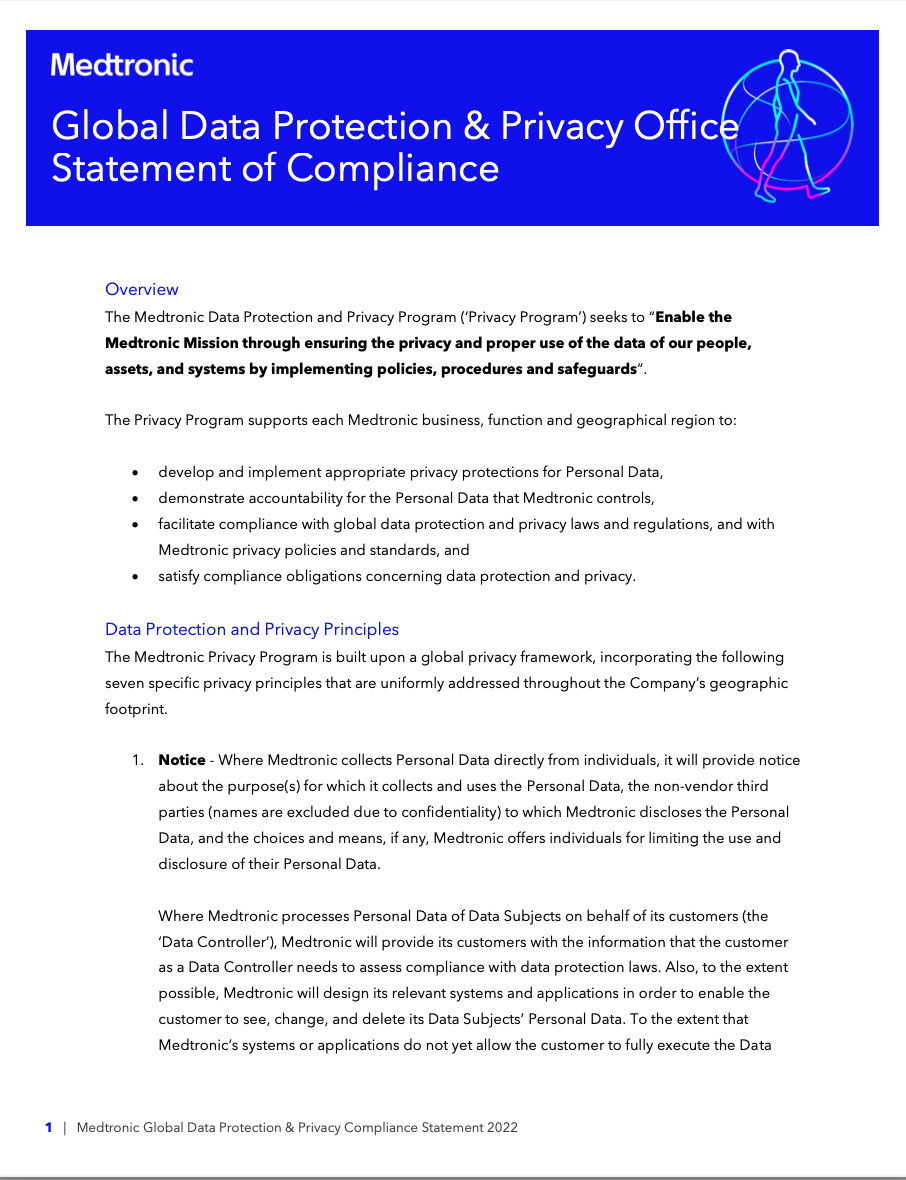 Medtronic
Global Data Protection & Privacy Office
Statement of Compliance
Overview
The Medtronic Data Protection and Privacy Program (‘Privacy Program’) seeks to “Enable the
Medtronic Mission through ensuring the privacy and proper use of the data of our people,
assets, and systems by implementing policies, procedures and safeguards”.
The Privacy Program supports each Medtronic business, function and geographical region to:
• develop and implement appropriate privacy protections for Personal Data,
• demonstrate accountability for the Personal Data that Medtronic controls,
• facilitate compliance with global data protection and privacy laws and regulations, and with
Medtronic privacy policies and standards, and
• satisfy compliance obligations concerning data protection and privacy.
Data Protection and Privacy Principles
The Medtronic Privacy Program is built upon a global privacy framework, incorporating the following
seven specific privacy principles that are uniformly addressed throughout the Company’s geographic
footprint.
1. Notice - Where Medtronic collects Personal Data directly from individuals, it will provide notice
about the purpose(s) for which it collects and uses the Personal Data, the non-vendor third
parties (names are excluded due to confidentiality) to which Medtronic discloses the Personal
Data, and the choices and means, if any, Medtronic offers individuals for limiting the use and
disclosure of their Personal Data.
Where Medtronic processes Personal Data of Data Subjects on behalf of its customers (the
‘Data Controller’), Medtronic will provide its customers with the information that the customer
as a Data Controller needs to assess compliance with data protection laws. Also, to the extent
possible, Medtronic will design its relevant systems and applications in order to enable the
customer to see, change, and delete its Data Subjects’ Personal Data. To the extent that
Medtronic’s systems or applications do not yet allow the customer to fully execute the Data
1 | Medtronic Global Data Protection & Privacy Compliance Statement 2022